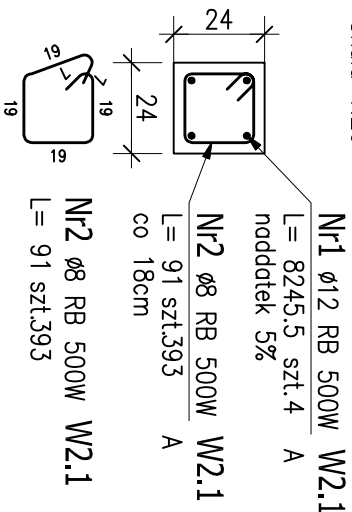 Nr1 ø12 RB 500W W2.1
L= 8245.5 szt.4 A
naddatek 5%
24
24
Nr2 ø8 RB 500W W2.1
L= 91 szt.393 A
co 18cm
Nr2 ø8 RB 500W W2.1
L= 91 szt.393
19
19
19
19
7
7